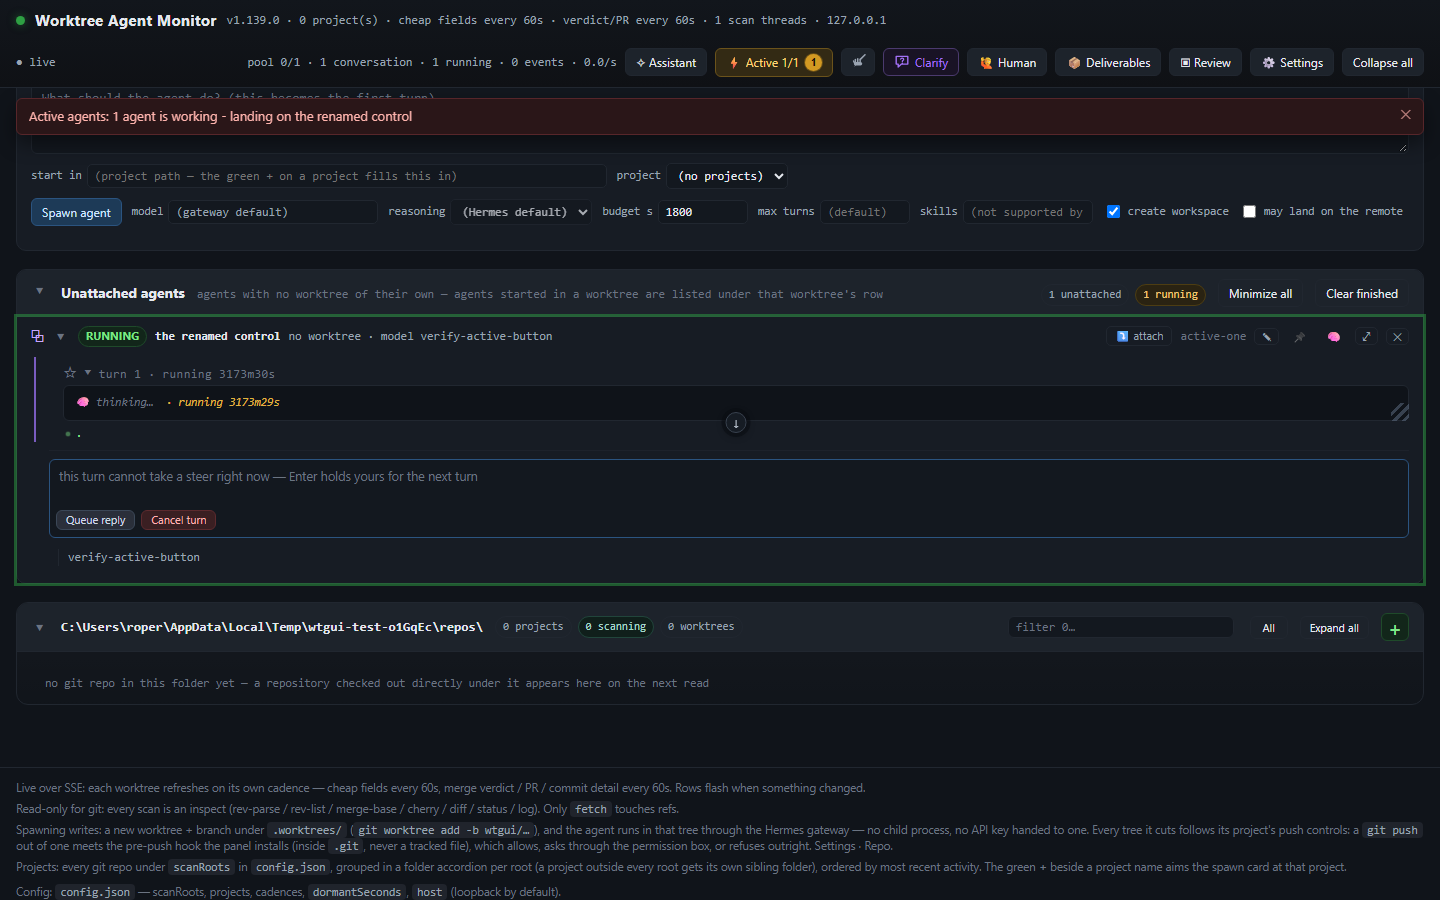 Worktree Agent Monitor v1.139.0 · 0 project(s) · cheap fields every 60s · verdict/PR every 60s · 1 scan threads · 127.0.0.1
● live pool 0/1 · 1 conversation · 1 running · 0 events · 0.0/s Assistant Active 1/1 1 Clarify Human Deliverables Review Settings Collapse all
What should the agent do? (this becomes the first turn)
Active agents: 1 agent is working - landing on the renamed control
start in (project path — the green + on a project fills this in) project (no projects)
Spawn agent model (gateway default) reasoning (Hermes default) budget s 1800 max turns (default) skills (not supported by create workspace may land on the remote
Unattached agents agents with no worktree of their own — agents started in a worktree are listed under that worktree's row 1 unattached 1 running Minimize all Clear finished
RUNNING the renamed control no worktree · model verify-active-button attach active-one
turn 1 · running 3173m30s
thinking… · running 3173m29s
.
this turn cannot take a steer right now — Enter holds yours for the next turn
Queue reply Cancel turn
verify-active-button
C:\Users\roper\AppData\Local\Temp\wtgui-test-o1GqEc\repos\ 0 projects 0 scanning 0 worktrees filter 0… All Expand all +
no git repo in this folder yet — a repository checked out directly under it appears here on the next read
Live over SSE: each worktree refreshes on its own cadence — cheap fields every 60s, merge verdict / PR / commit detail every 60s. Rows flash when something changed.
Read-only for git: every scan is an inspect (rev-parse / rev-list / merge-base / cherry / diff / status / log). Only fetch touches refs.
Spawning writes: a new worktree + branch under .worktrees/ (git worktree add -b wtgui/…), and the agent runs in that tree through the Hermes gateway — no child process, no API key handed to one. Every tree it cuts follows its project's push controls: a git push
out of one meets the pre-push hook the panel installs (inside .git, never a tracked file), which allows, asks through the permission box, or refuses outright. Settings · Repo.
Projects: every git repo under scanRoots in config.json, grouped in a folder accordion per root (a project outside every root gets its own sibling folder), ordered by most recent activity. The green + beside a project name aims the spawn card at that project.
Config: config.json — scanRoots, projects, cadences, dormantSeconds, host (loopback by default).